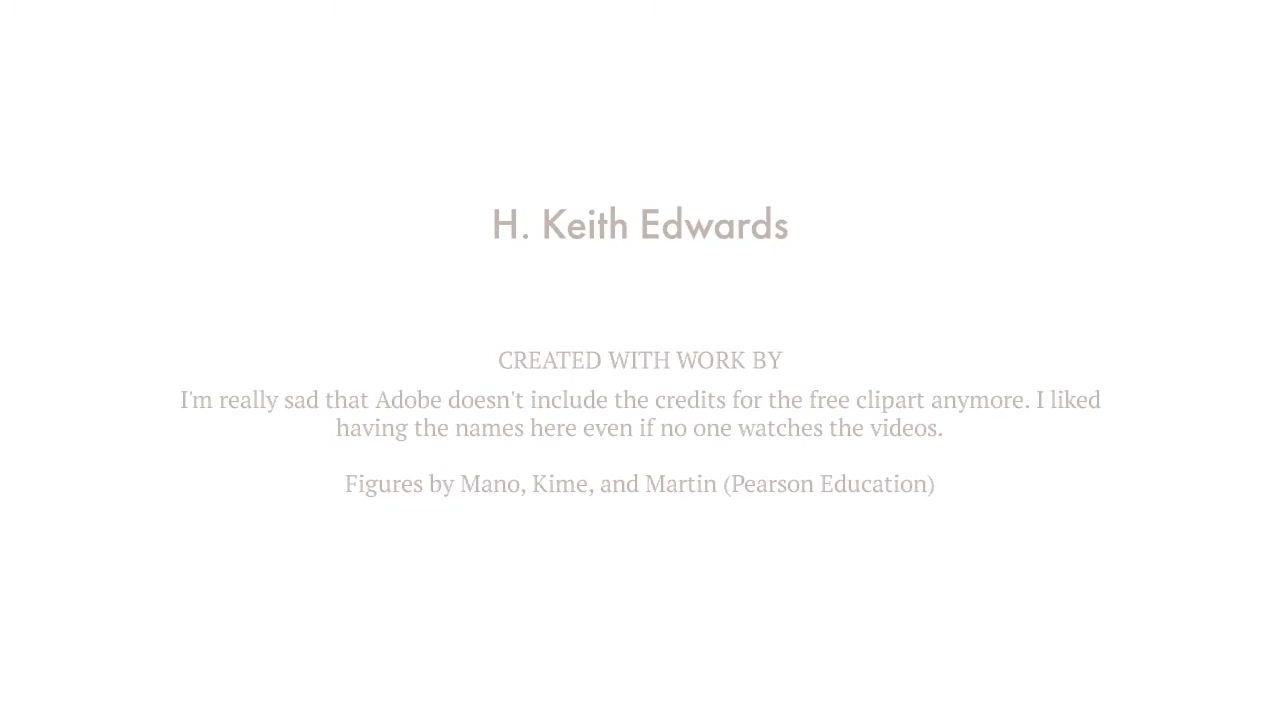 H. Keith Edwards
CREATED WITH WORK BY
I'm really sad that Adobe doesn't include the credits for the free clipart anymore. I liked
having the names here even if no one watches the videos.
Figures by Mano, Kime, and Martin (Pearson Education)